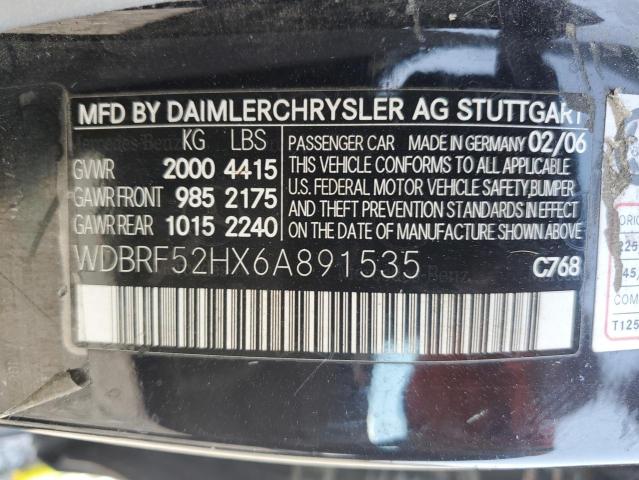 MFD BY DAIMLERCHRYSLER AG STUTTGART
KG LBS
GVWR 2000 4415
GAWR FRONT 985 2175
GAWR REAR 1015 2240
PASSENGER CAR MADE IN GERMANY 02/06
THIS VEHICLE CONFORMS TO ALL APPLICABLE
U.S. FEDERAL MOTOR VEHICLE SAFETY, BUMPER
AND THEFT PREVENTION STANDARDS IN EFFECT
ON THE DATE OF MANUFACTURE SHOWN ABOVE.
WDBRF52HX6A891535
C768
T125